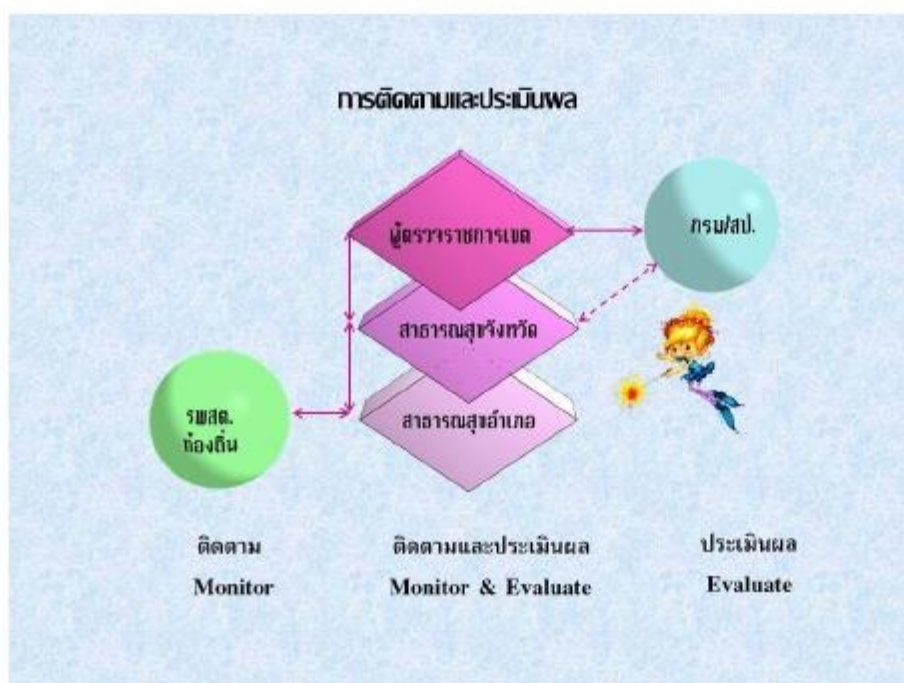 การติดตามและประเมินผล
ผู้ตรวจราชการเขต
กรม/สป.
สาธารณสุขจังหวัด
รพสต.
ท้องถิ่น
สาธารณสุขอำเภอ
ติดตาม
Monitor
ติดตามและประเมินผล
Monitor & Evaluate
ประเมินผล
Evaluate